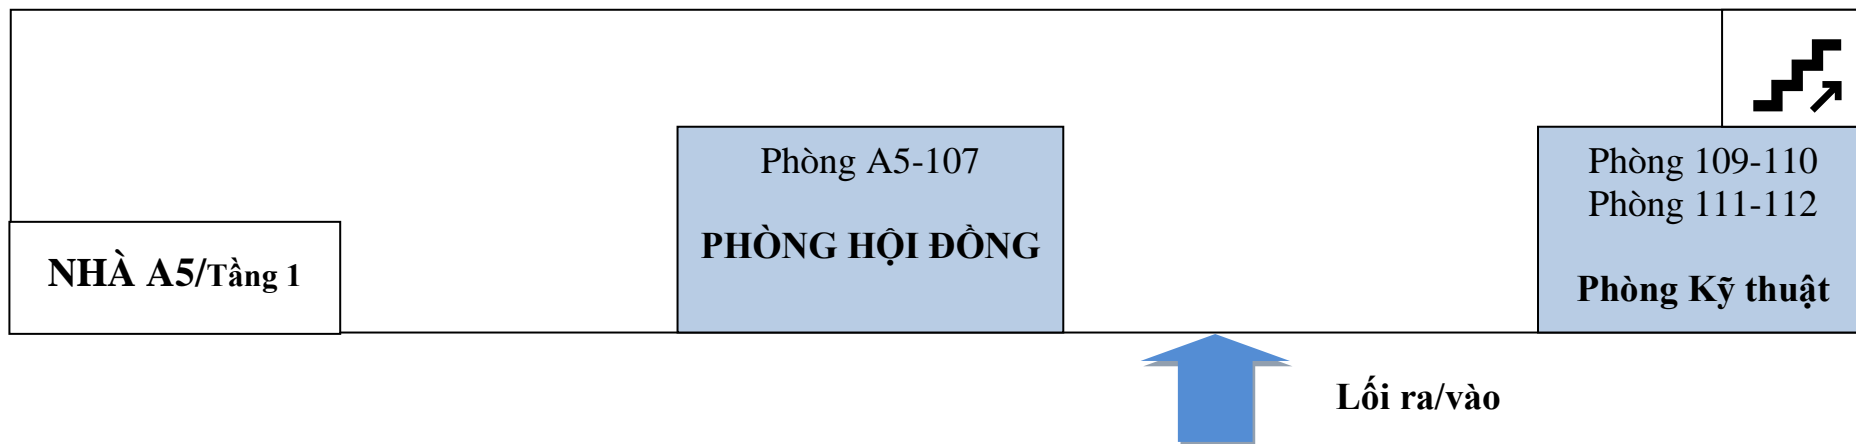 Phòng A5-107
PHÒNG HỘI ĐỒNG
NHÀ A5/Tầng 1
Phòng 109-110
Phòng 111-112
Phòng Kỹ thuật
Lối ra/vào